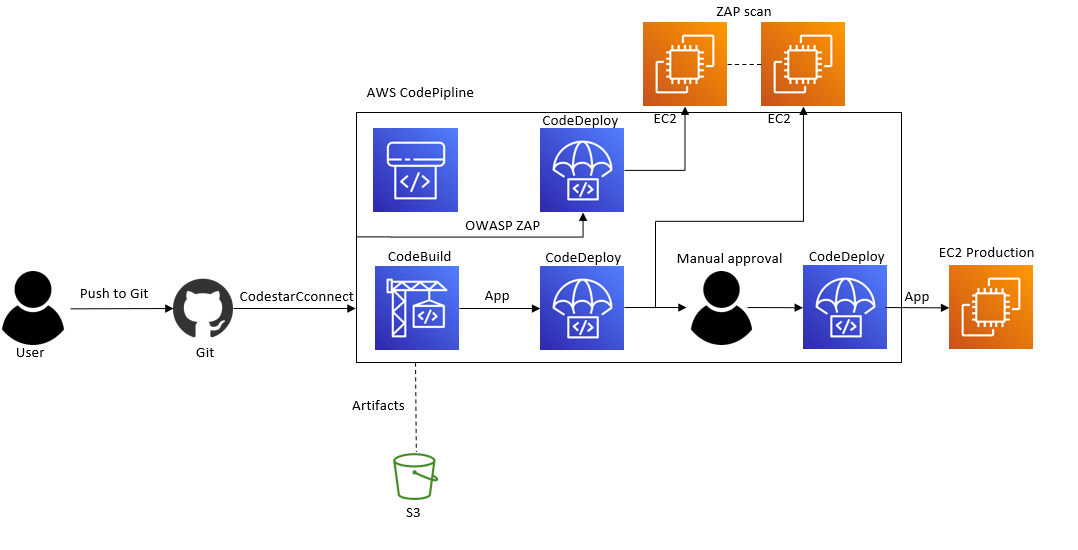 ZAP scan
AWS CodePipline
CodeDeploy
EC2
EC2
OWASP ZAP
CodeBuild
CodeDeploy
Manual approval
CodeDeploy
EC2 Production
Push to Git
CodestarCconnect
App
App
User
Git
Artifacts
S3